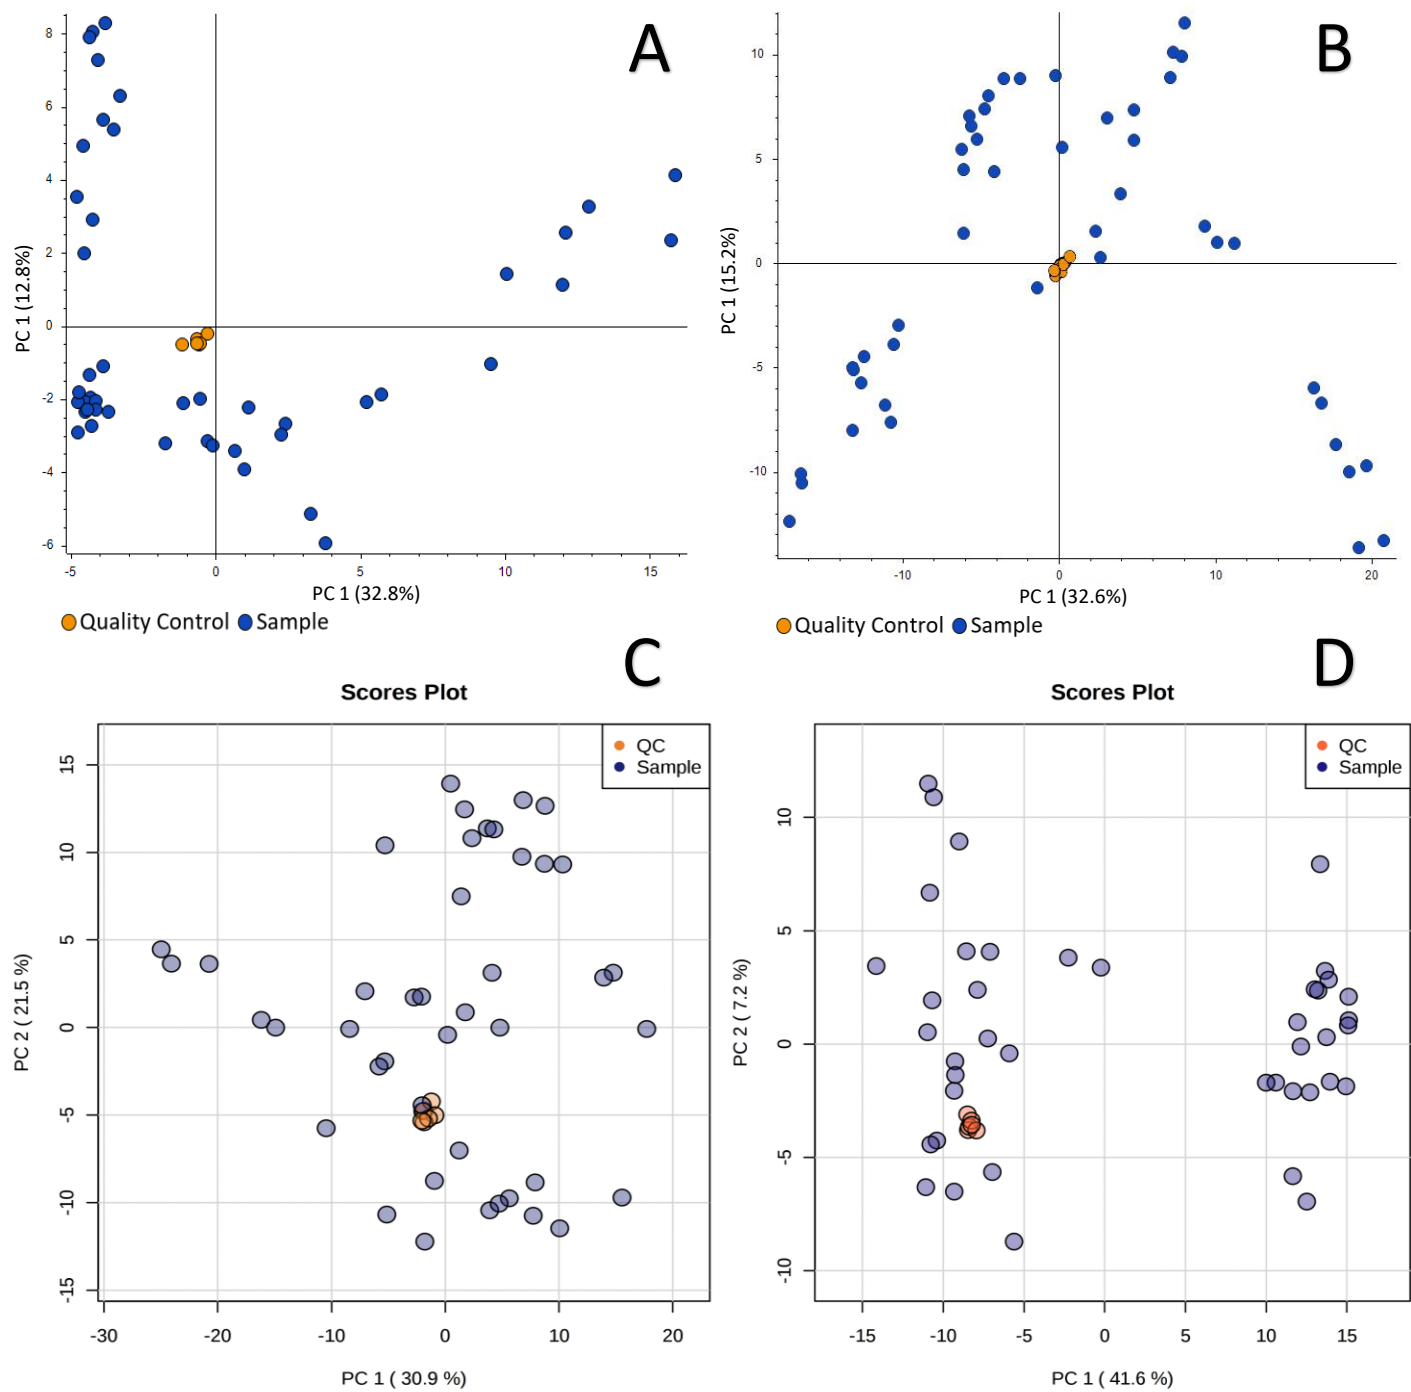 A
8
6
4
2
0
-2
-4
-6
PC 1 (12.8%)
-5 0 5 10 15
PC 1 (32.8%)
Quality Control Sample
B
10
5
0
-5
-10
PC 1 (15.2%)
-10 0 10 20
PC 1 (32.6%)
Quality Control Sample
C
Scores Plot
QC
Sample
15
10
5
0
-5
-10
-15
PC 2 ( 21.5 %)
-30 -20 -10 0 10 20
PC 1 ( 30.9 %)
D
Scores Plot
QC
Sample
10
5
0
-5
-10
PC 2 ( 7.2 %)
-15 -10 -5 0 5 10 15
PC 1 ( 41.6 %)